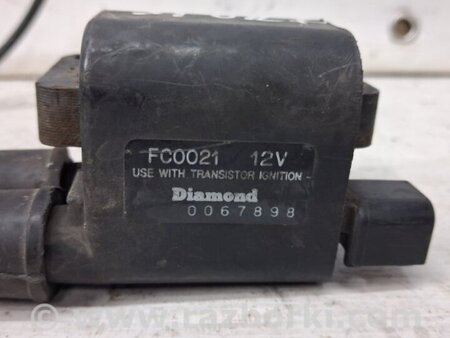 FC0021 12V
USE WITH TRANSISTOR IGNITION -
Diamond
0067898
© www.razborki.com